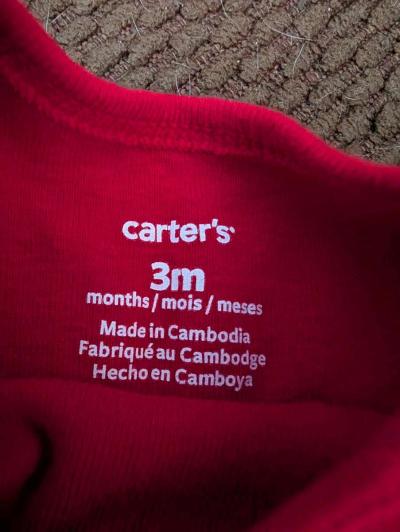 carter's
3m
months / mois / meses
Made in Cambodia
Fabriqué au Cambodge
Hecho en Camboya